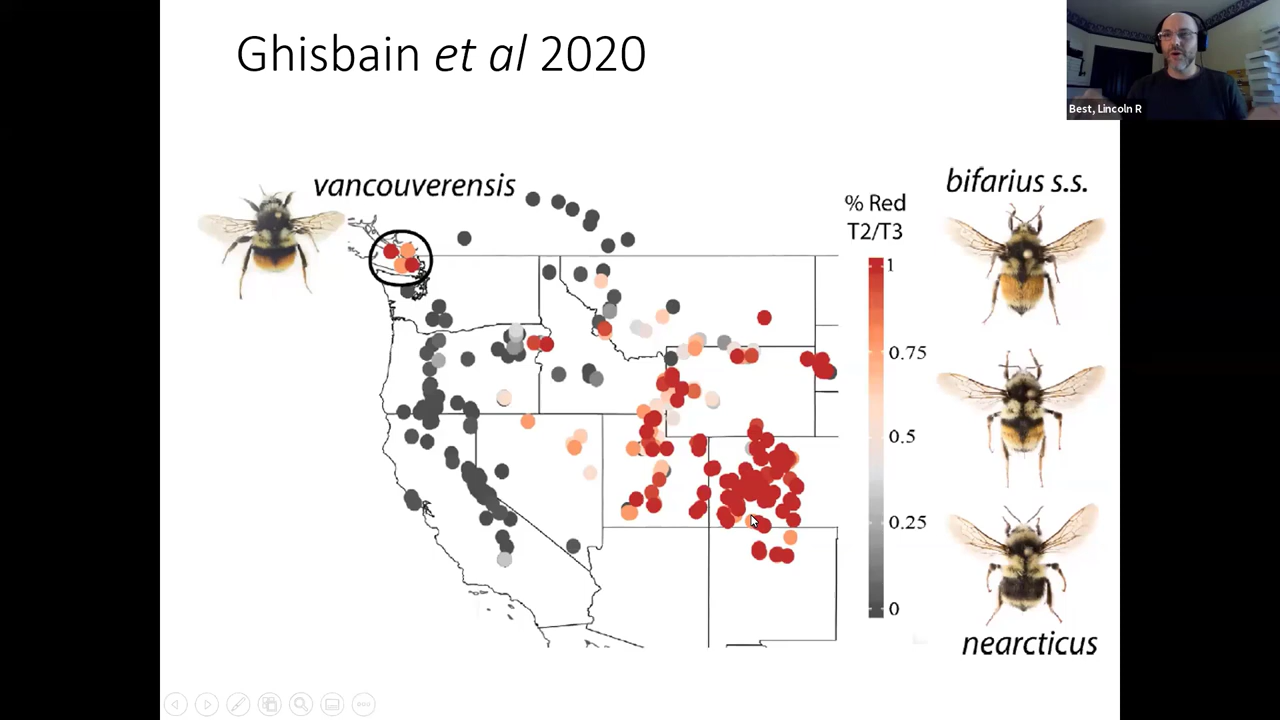 Ghisbain et al 2020
Best, Lincoln R
vancouverensis
bifarius s.s.
% Red
T2/T3
1
0.75
0.5
0.25
0
nearcticus